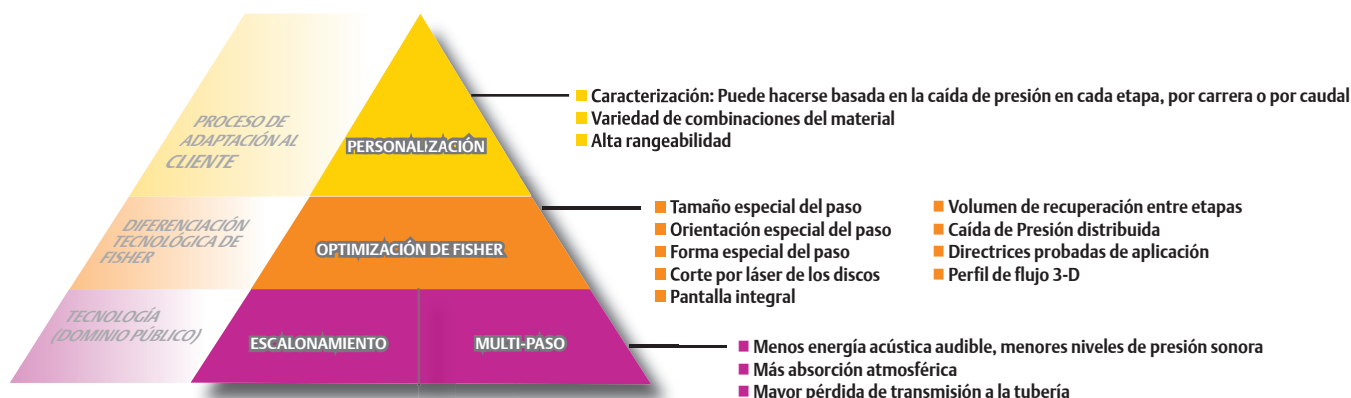 PROCESO DE
ADAPTACIÓN AL
CLIENTE
PERSONALIZACIÓN
Caracterización: Puede hacerse basada en la caída de presión en cada etapa, por carrera o por caudal
Variedad de combinaciones del material
Alta rangeabilidad
DIFERENCIACIÓN
TECNOLÓGICA DE
FISHER
OPTIMIZACIÓN DE FISHER
Tamaño especial del paso
Orientación especial del paso
Forma especial del paso
Corte por láser de los discos
Pantalla integral
Volumen de recuperación entre etapas
Caída de Presión distribuida
Directrices probadas de aplicación
Perfil de flujo 3-D
TECNOLOGÍA
(DOMINIO PÚBLICO)
ESCALONAMIENTO
MULTI-PASO
Menos energía acústica audible, menores niveles de presión sonora
Más absorción atmosférica
Mayor pérdida de transmisión a la tubería